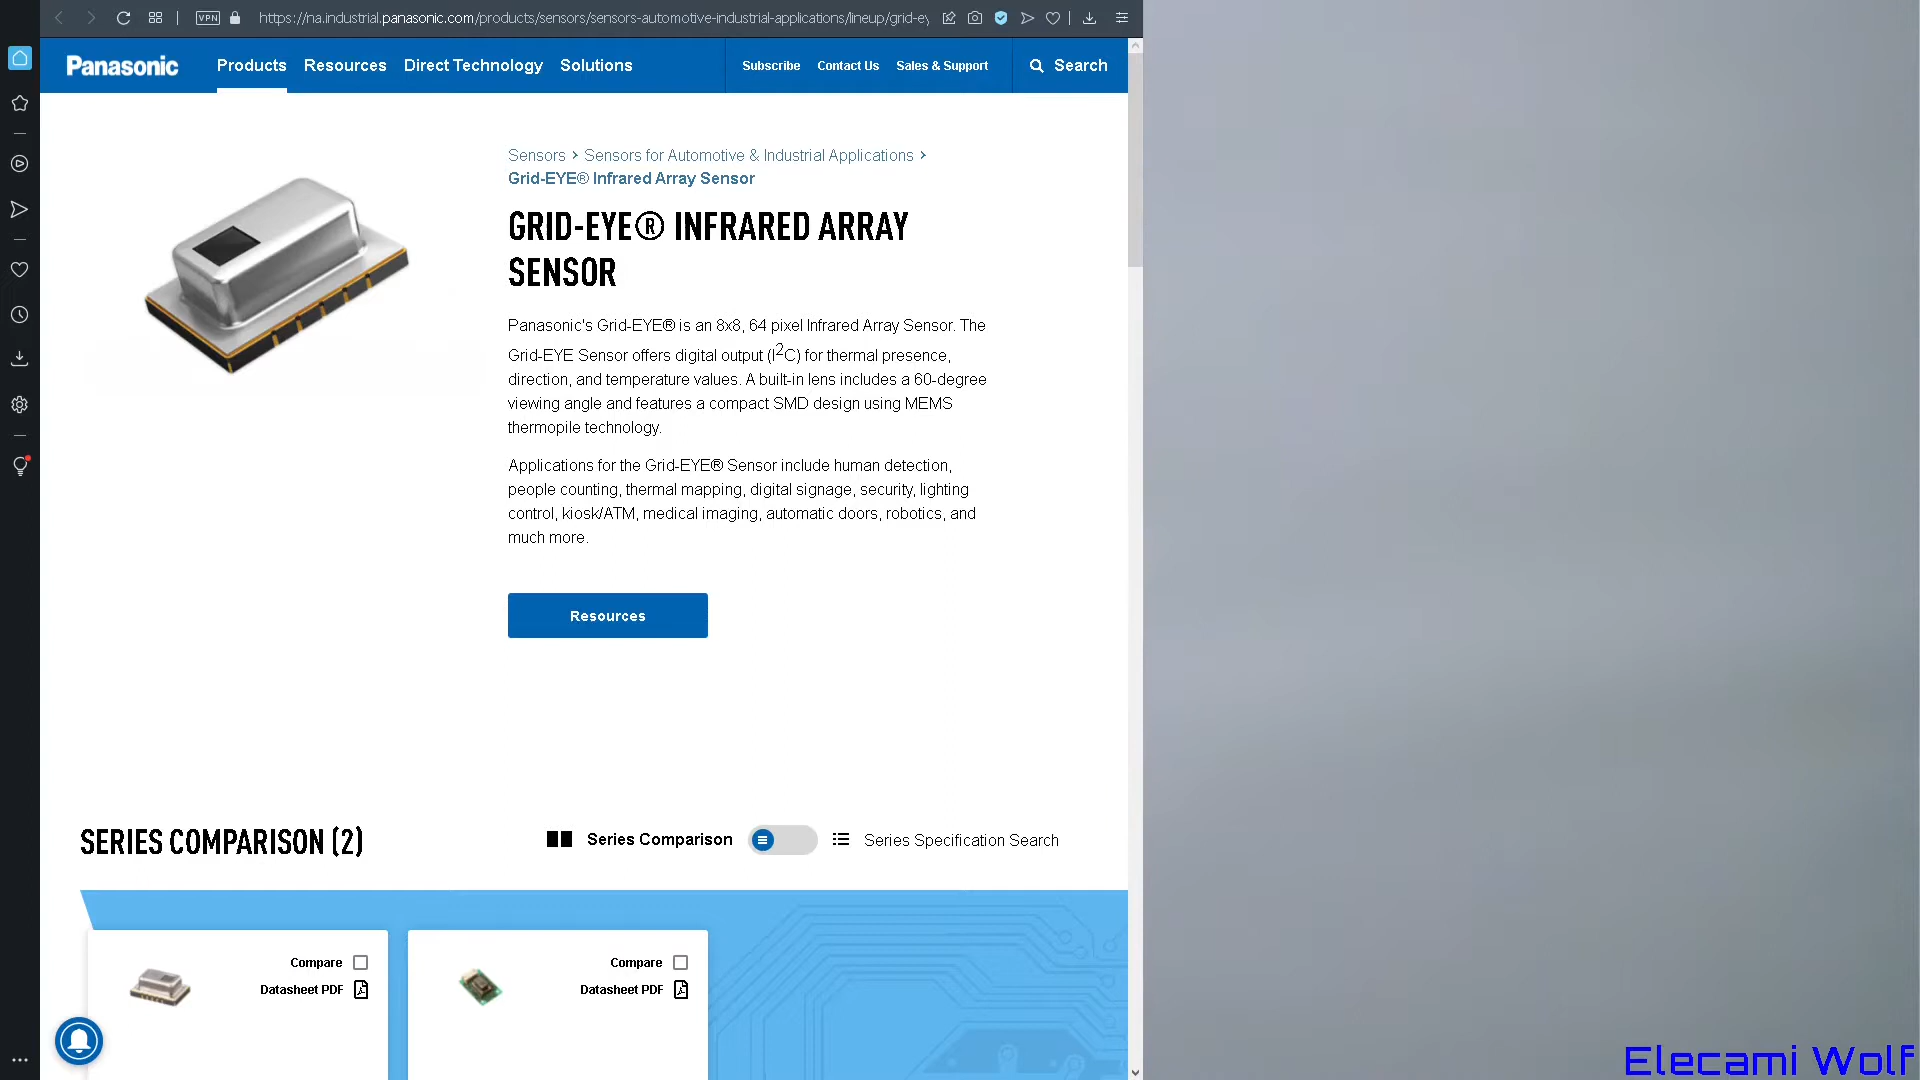 VPN
https://na.industrial.panasonic.com/products/sensors/sensors-automotive-industrial-applications/lineup/grid-ey
Panasonic
Products Resources Direct Technology Solutions
Subscribe Contact Us Sales & Support
Search
Sensors > Sensors for Automotive & Industrial Applications >
Grid-EYE® Infrared Array Sensor
GRID-EYE® INFRARED ARRAY
SENSOR
Panasonic's Grid-EYE® is an 8x8, 64 pixel Infrared Array Sensor. The
Grid-EYE Sensor offers digital output (I²C) for thermal presence,
direction, and temperature values. A built-in lens includes a 60-degree
viewing angle and features a compact SMD design using MEMS
thermopile technology.
Applications for the Grid-EYE® Sensor include human detection,
people counting, thermal mapping, digital signage, security, lighting
control, kiosk/ATM, medical imaging, automatic doors, robotics, and
much more.
Resources
SERIES COMPARISON (2)
Series Comparison
Series Specification Search
Compare
Datasheet PDF
Compare
Datasheet PDF
Elecami Wolf